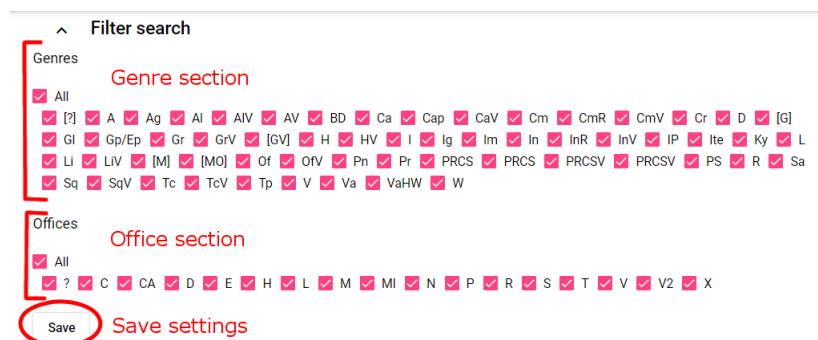 Filter search
Genres
Genre section
All
[?] A Ag Al AlV AV BD Ca Cap CaV Cm CmR CmV Cr D [G]
Gl Gp/Ep Gr GrV [GV] H HV I Ig Im In InR InV IP Ite Ky L
Li LiV [M] [MO] Of OfV Pn Pr PRCS PRCS PRCSV PRCSV PS R Sa
Sq SqV Tc TcV Tp V Va VaHW W
Offices
Office section
All
? C CA D E H L M MI N P R S T V V2 X
Save Save settings